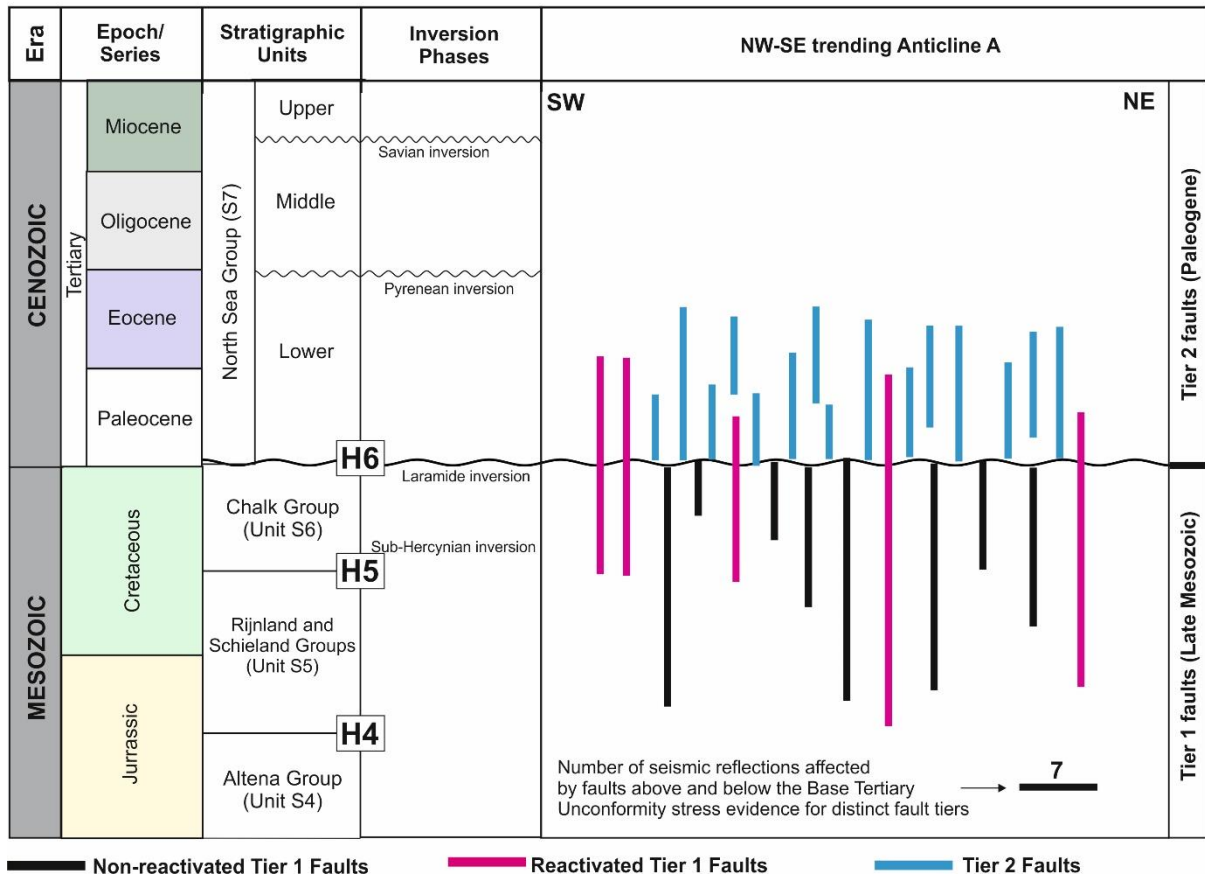 Era
Epoch/
Series
Stratigraphic
Units
Inversion
Phases
NW-SE trending Anticline A
CENOZOIC
Tertiary
Miocene
Oligocene
Eocene
Paleocene
North Sea Group (S7)
Upper
Middle
Lower
Savian inversion
Pyrenean inversion
SW
NE
Tier 2 faults (Paleogene)
H6
Laramide inversion
MESOZOIC
Cretaceous
Jurrassic
Chalk Group
(Unit S6)
Sub-Hercynian inversion
H5
Rijnland and
Schieland Groups
(Unit S5)
H4
Altena Group
(Unit S4)
Number of seismic reflections affected
by faults above and below the Base Tertiary
Unconformity stress evidence for distinct fault tiers
7
Tier 1 faults (Late Mesozoic)
Non-reactivated Tier 1 Faults
Reactivated Tier 1 Faults
Tier 2 Faults